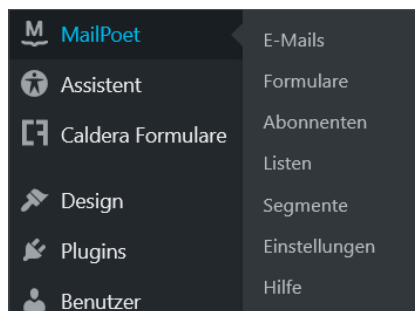 MailPoet
Assistent
Caldera Formulare
Design
Plugins
Benutzer
E-Mails
Formulare
Abonnenten
Listen
Segmente
Einstellungen
Hilfe